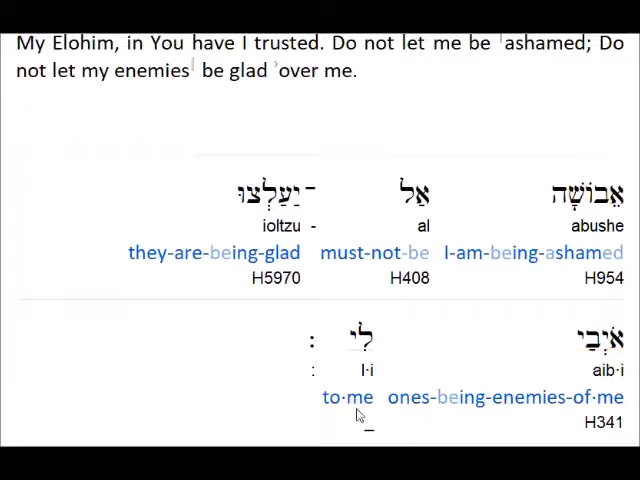 My Elohim, in You have I trusted. Do not let me be ˡashamed; Do
not let my enemiesˡ be glad ˃over me.
אֵבוֹשָׁה אַל ־ יַעַלְצוּ
abushe al - ioltzu
I-am-being-ashamed must-not-be they-are-being-glad
H954 H408 H5970
אֹיְבַי לִי :
aib·i l·i :
ones-being-enemies-of·me to·me
H341 _